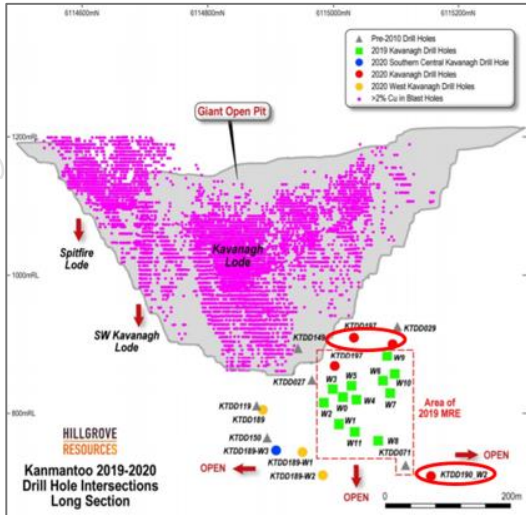 6114600mN
6114800mN
6115000mN
6115200mN
Pre-2010 Drill Holes
2019 Kavanagh Drill Holes
2020 Southern Central Kavanagh Drill Hole
2020 Kavanagh Drill Holes
2020 West Kavanagh Drill Holes
>2% Cu in Blast Holes
Giant Open Pit
1200mRL
Spitfire
Lode
Kavanagh
Lode
1000mRL
SW Kavanagh
Lode
KTDD149
KTDD197
KTDD029
KTDD197
W9
KTDD027
W5
W6
W10
W3
W4
W7
W2
W0
Area of
2019 MRE
800mRL
KTDD119
KTDD189
W1
KTDD150
W11
W8
KTDD189-W3
KTDD189-W1
KTDD071
HILLGROVE
RESOURCES
OPEN
KTDD189-W2
OPEN
OPEN
KTDD190_W2
Kanmantoo 2019-2020
Drill Hole Intersections
Long Section
0
200m